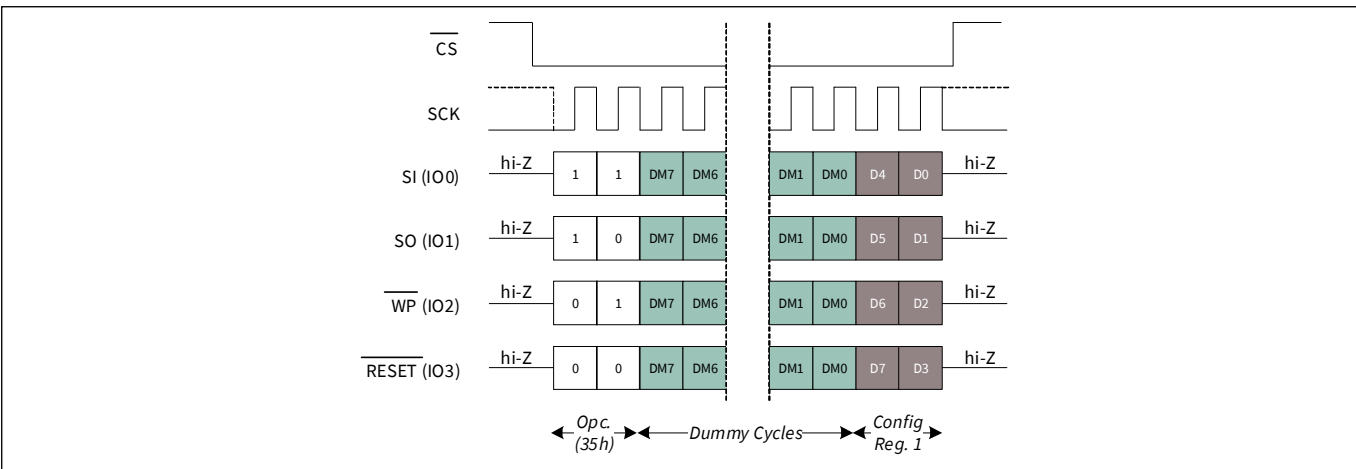 CS
SCK
hi-Z 1 1 DM7 DM6 DM1 DM0 D4 D0 hi-Z
SI (IO0)
hi-Z 1 0 DM7 DM6 DM1 DM0 D5 D1 hi-Z
SO (IO1)
hi-Z 0 1 DM7 DM6 DM1 DM0 D6 D2 hi-Z
WP (IO2)
hi-Z 0 0 DM7 DM6 DM1 DM0 D7 D3 hi-Z
RESET (IO3)
Opc. (35h)
Dummy Cycles
Config Reg. 1